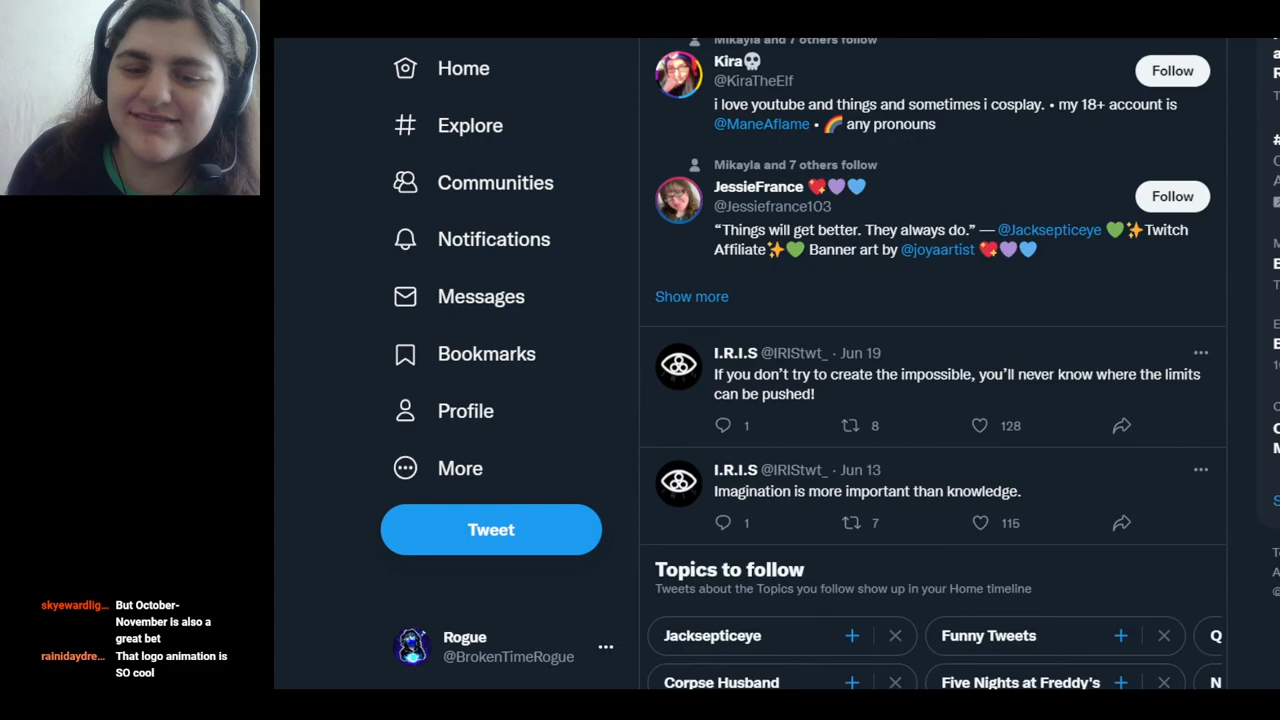 Mikayla and 7 others follow
Kira💀
@KiraTheElf
Follow
i love youtube and things and sometimes i cosplay. • my 18+ account is
@ManeAflame • 🌈 any pronouns
Mikayla and 7 others follow
JessieFrance 💖💜💙
@Jessiefrance103
Follow
“Things will get better. They always do.” — @Jacksepticeye 💚✨Twitch
Affiliate✨💚 Banner art by @joyaartist 💖💜💙
Show more
I.R.I.S @IRIStwt_ · Jun 19
If you don’t try to create the impossible, you’ll never know where the limits
can be pushed!
1 8 128
I.R.I.S @IRIStwt_ · Jun 13
Imagination is more important than knowledge.
1 7 115
Topics to follow
Tweets about the Topics you follow show up in your Home timeline
Jacksepticeye
Funny Tweets
Corpse Husband
Five Nights at Freddy's
Home
Explore
Communities
Notifications
Messages
Bookmarks
Profile
More
Tweet
Rogue
@BrokenTimeRogue
skyewardlig... But October-
November is also a
great bet
rainidaydre... That logo animation is
SO cool